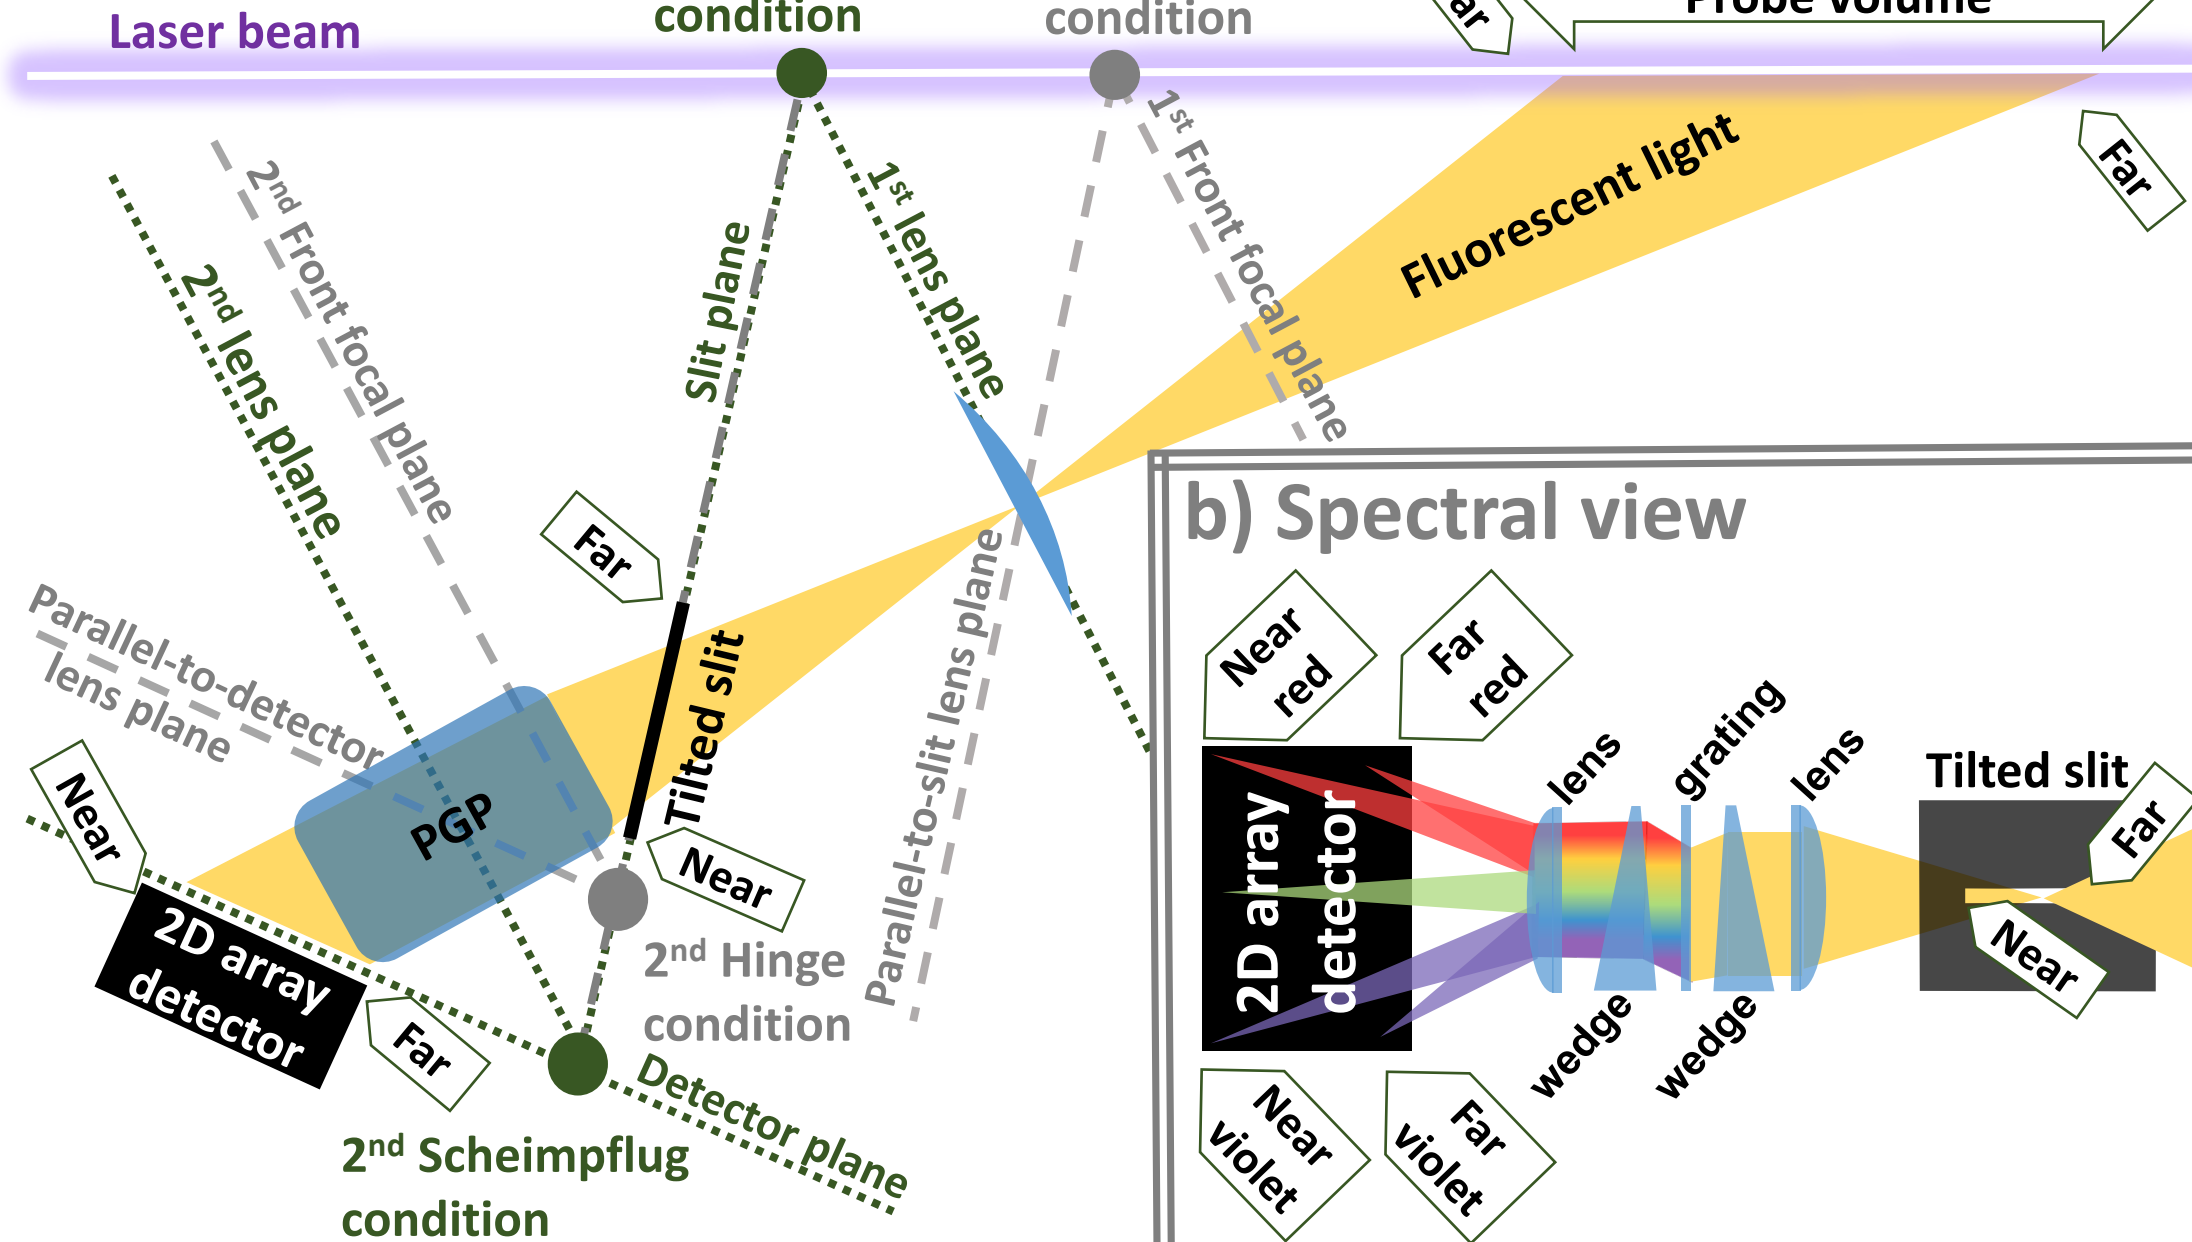 Laser beam
condition
condition
ar
Probe volume
1st Front focal plane
2nd Front focal plane
1st lens plane
Fluorescent light
Far
Slit plane
2nd lens plane
Far
b) Spectral view
Parallel-to-detector
lens plane
Parallel-to-slit lens plane
Tilted slit
Near
PGP
Near
2D array
detector
Far
2nd Hinge
condition
Detector plane
2nd Scheimpflug
condition
Near
red
Far
red
lens
grating
lens
Tilted slit
Far
Near
2D array
detector
wedge
wedge
Near
violet
Far
violet